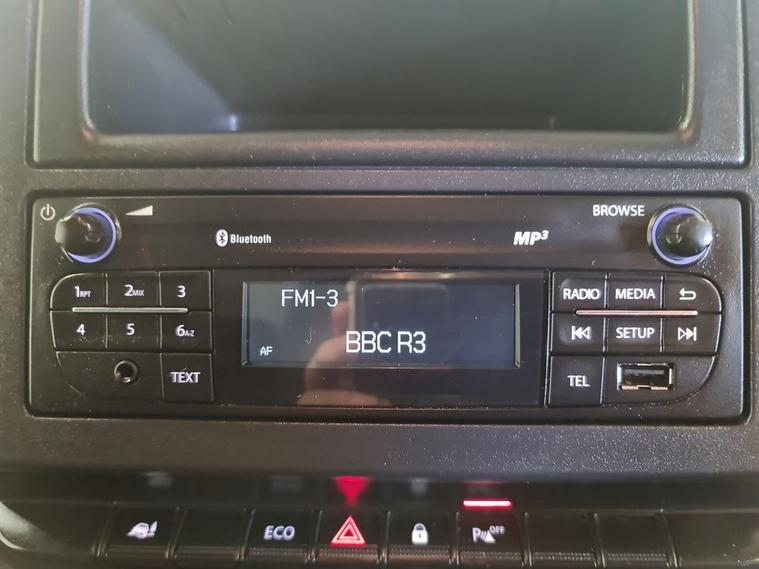 BROWSE
Bluetooth
MP3
1RPT 2MIX 3
4 5 6A-Z
TEXT
FM1-3
BBC R3
AF
RADIO MEDIA
SETUP
TEL
ECO
P OFF